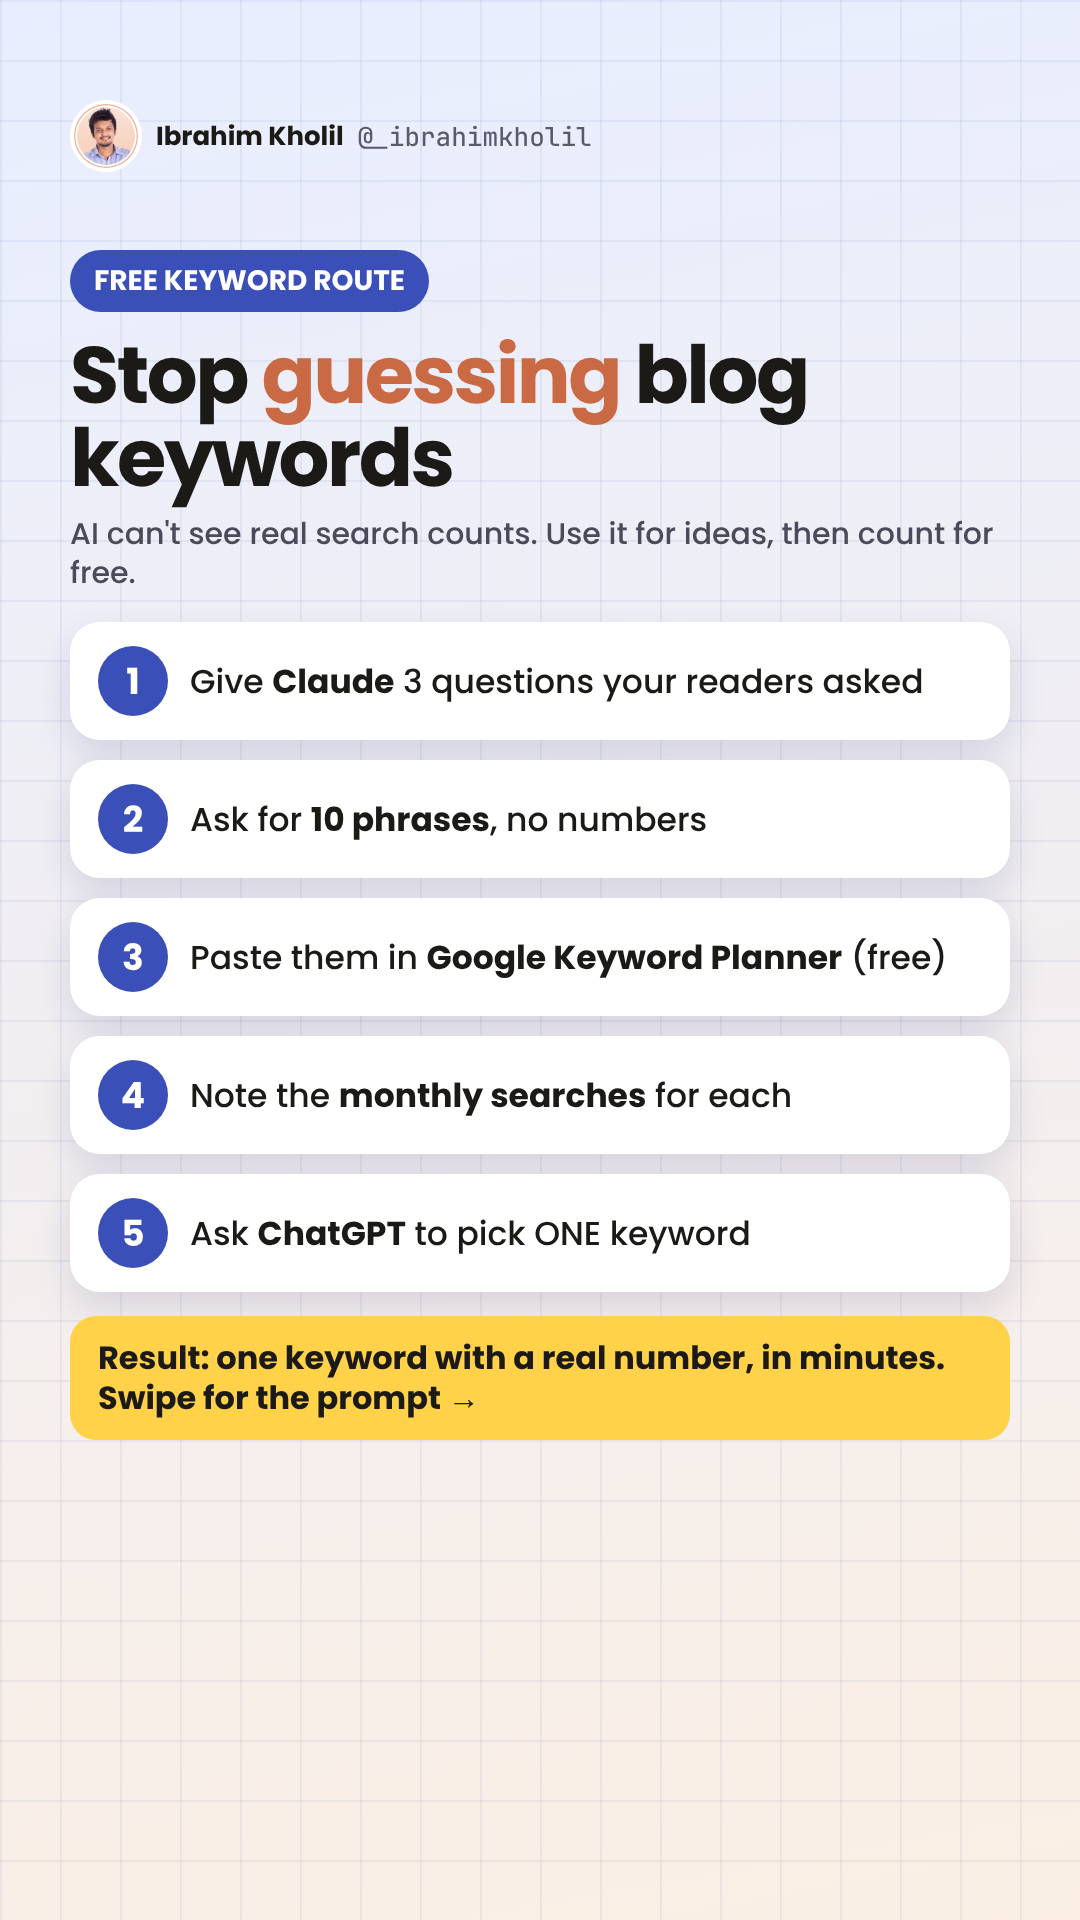 Ibrahim Kholil @_ibrahimkholil
FREE KEYWORD ROUTE
Stop guessing blog
keywords
AI can't see real search counts. Use it for ideas, then count for
free.
1 Give Claude 3 questions your readers asked
2 Ask for 10 phrases, no numbers
3 Paste them in Google Keyword Planner (free)
4 Note the monthly searches for each
5 Ask ChatGPT to pick ONE keyword
Result: one keyword with a real number, in minutes.
Swipe for the prompt →